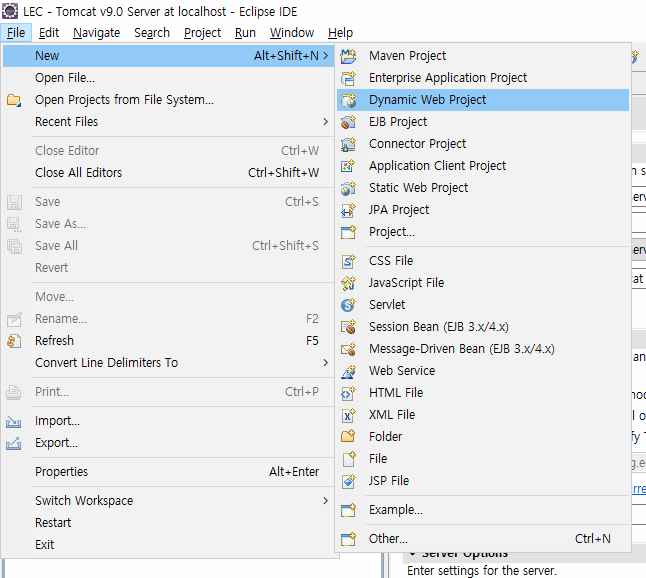 LEC - Tomcat v9.0 Server at localhost - Eclipse IDE
File Edit Navigate Search Project Run Window Help
New Alt+Shift+N >
Open File...
Open Projects from File System...
Recent Files >
Close Editor Ctrl+W
Close All Editors Ctrl+Shift+W
Save Ctrl+S
Save As...
Save All Ctrl+Shift+S
Revert
Move...
Rename... F2
Refresh F5
Convert Line Delimiters To >
Print... Ctrl+P
Import...
Export...
Properties Alt+Enter
Switch Workspace >
Restart
Exit
Maven Project
Enterprise Application Project
Dynamic Web Project
EJB Project
Connector Project
Application Client Project
Static Web Project
JPA Project
Project...
CSS File
JavaScript File
Servlet
Session Bean (EJB 3.x/4.x)
Message-Driven Bean (EJB 3.x/4.x)
Web Service
HTML File
XML File
Folder
File
JSP File
Example...
Other... Ctrl+N
Server Options
Enter settings for the server.